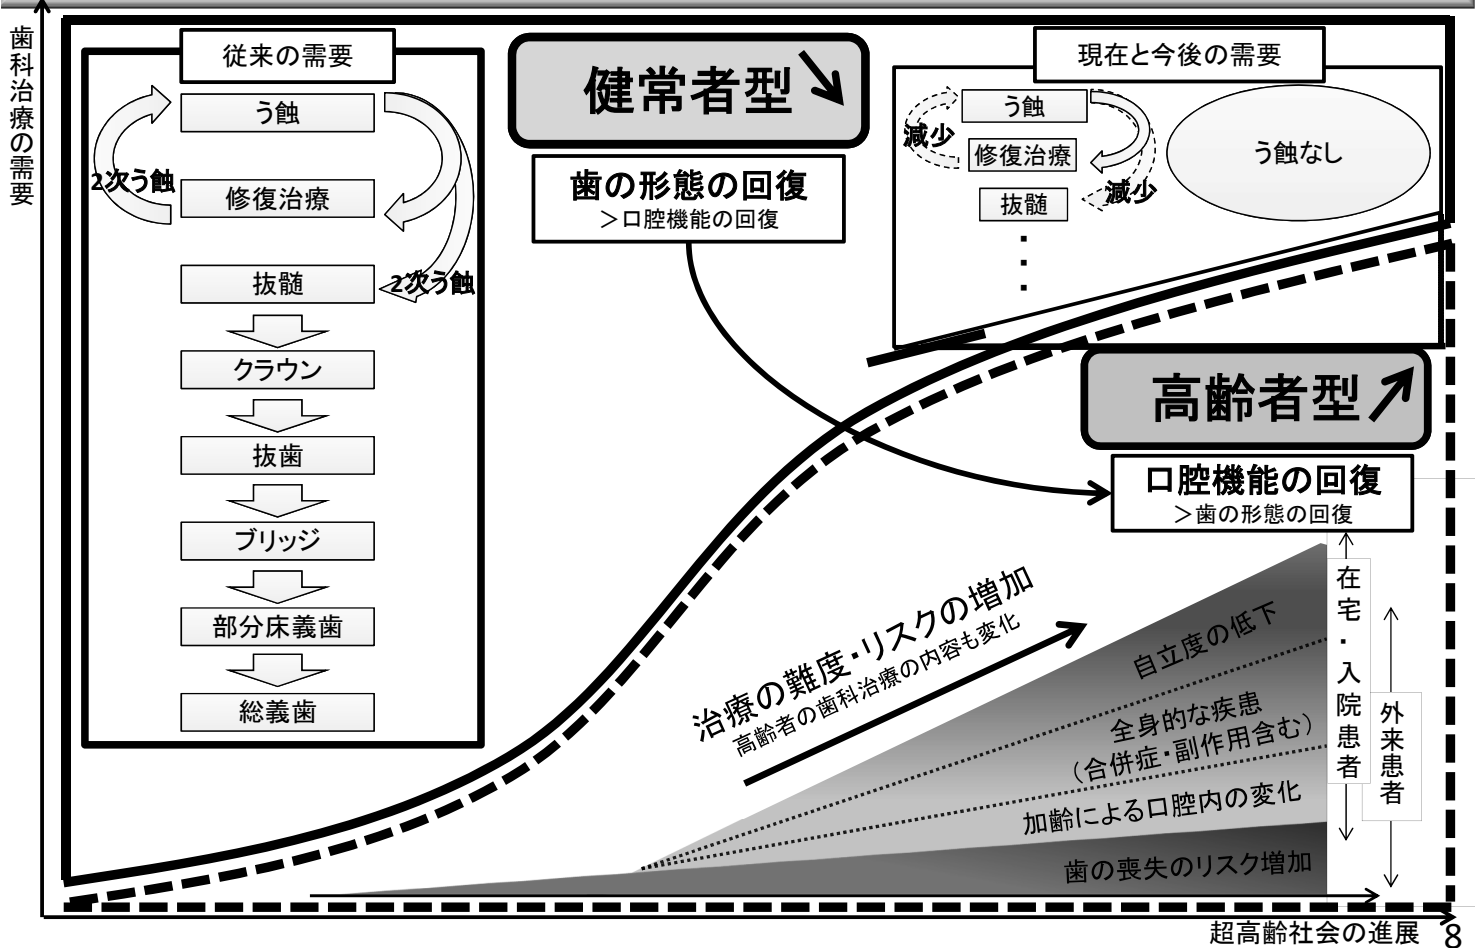 歯科治療の需要
従来の需要
う蝕
2次う蝕
修復治療
抜髄
2次う蝕
クラウン
抜歯
ブリッジ
部分床義歯
総義歯
健常者型
歯の形態の回復
＞口腔機能の回復
現在と今後の需要
う蝕
減少
修復治療
減少
抜髄
・
・
・
う蝕なし
高齢者型
口腔機能の回復
＞歯の形態の回復
治療の難度・リスクの増加
高齢者の歯科治療の内容も変化
自立度の低下
全身的な疾患
（合併症・副作用含む）
加齢による口腔内の変化
歯の喪失のリスク増加
在宅・入院患者
外来患者
超高齢社会の進展
8